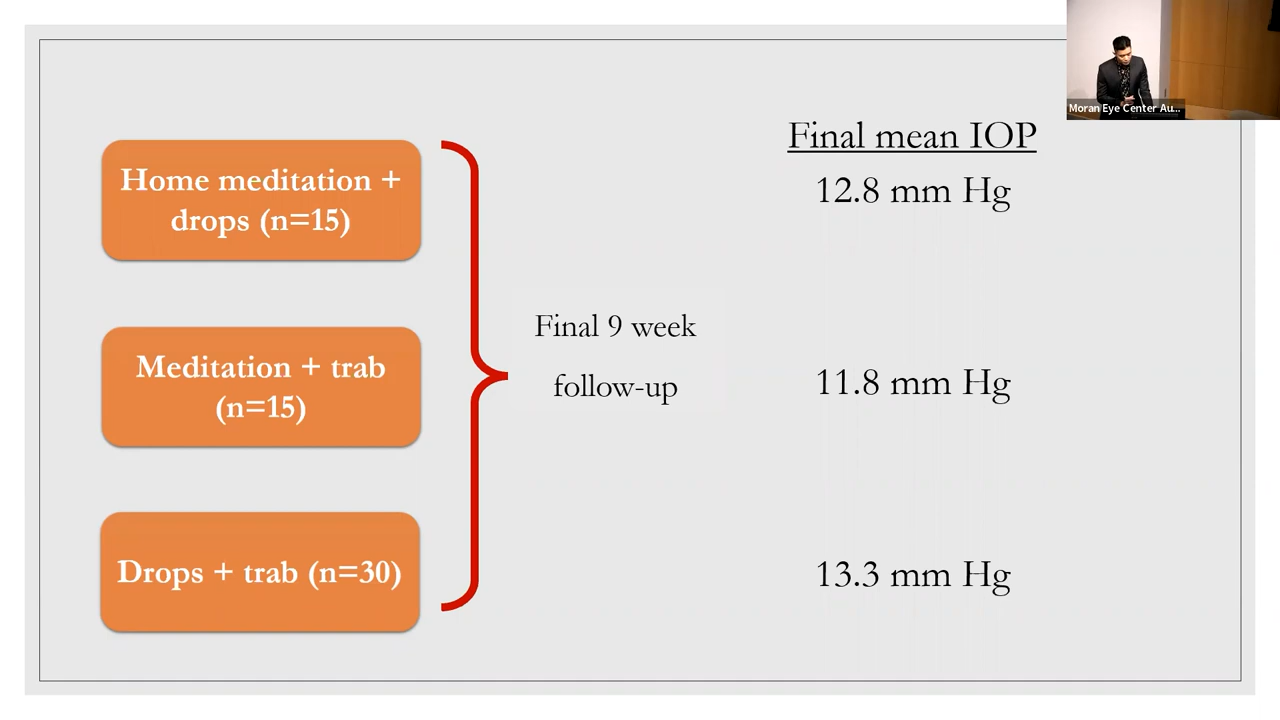 Moran Eye Center Au...
Final mean IOP
Home meditation +
drops (n=15)
12.8 mm Hg
Final 9 week
follow-up
Meditation + trab
(n=15)
11.8 mm Hg
Drops + trab (n=30)
13.3 mm Hg